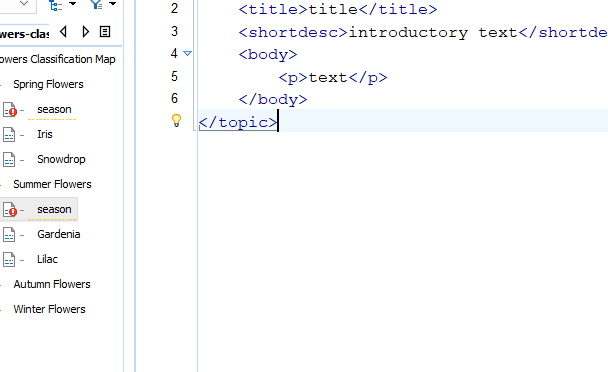 wers-clas
owers Classification Map
Spring Flowers
season
Iris
Snowdrop
Summer Flowers
season
Gardenia
Lilac
Autumn Flowers
Winter Flowers
2 <title>title</title>
3 <shortdesc>introductory text</shortde
4 <body>
5 <p>text</p>
6 </body>
</topic>